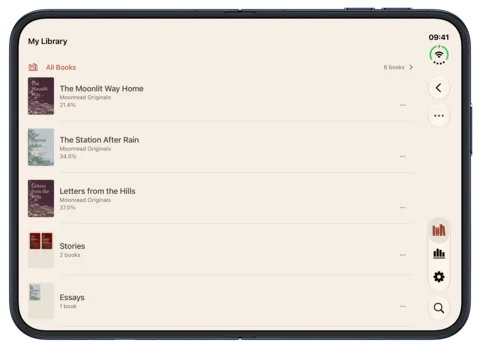 My Library
09:41
All Books
6 books
The Moonlit Way Home
Moonread Originals
21.4%
The Station After Rain
Moonread Originals
34.5%
Letters from the Hills
Moonread Originals
37.0%
Stories
2 books
Essays
1 book